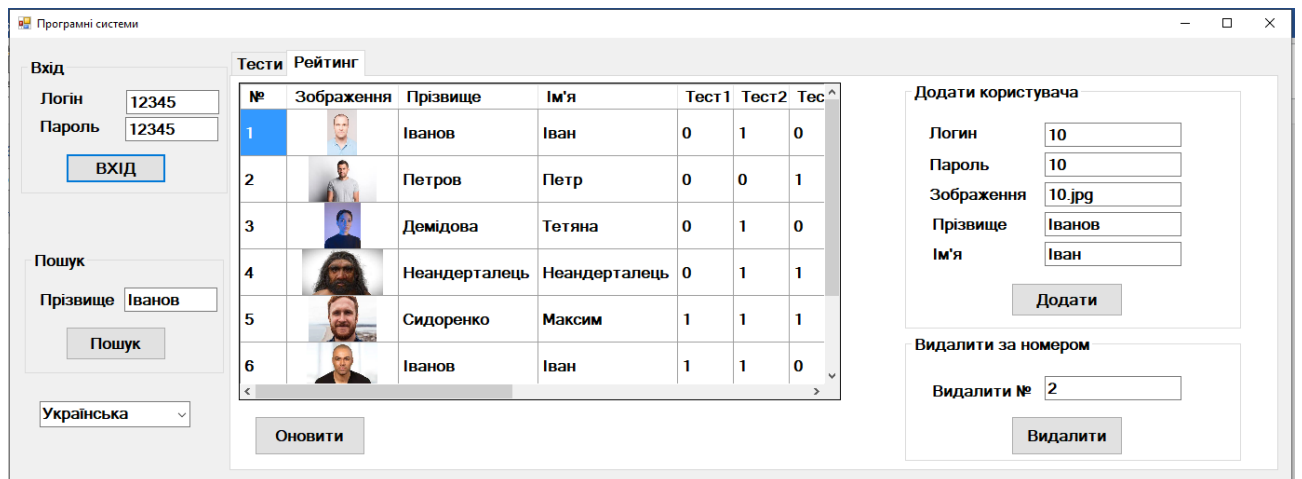 Програмні системи
Вхід
Логін 12345
Пароль 12345
ВХІД
Пошук
Прізвище Іванов
Пошук
Українська
Тести Рейтинг
№ Зображення Прізвище Ім'я Тест1 Тест2 Тес
1 Іванов Іван 0 1 0
2 Петров Петр 0 0 1
3 Демідова Тетяна 0 1 0
4 Неандерталець Неандерталець 0 1 1
5 Сидоренко Максим 1 1 1
6 Іванов Іван 1 1 0
Оновити
Додати користувача
Логин 10
Пароль 10
Зображення 10.jpg
Прізвище Іванов
Ім'я Іван
Додати
Видалити за номером
Видалити № 2
Видалити